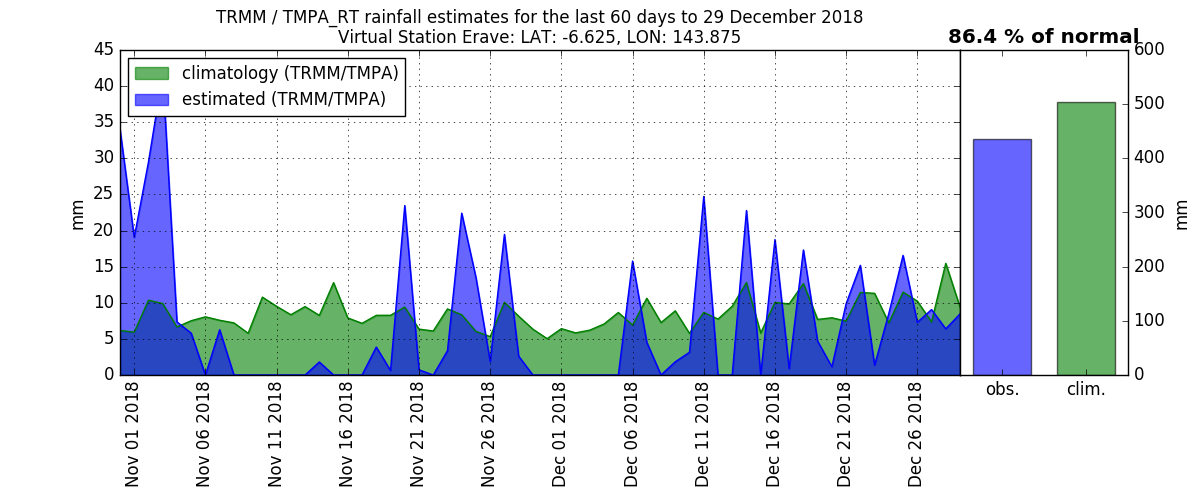 TRMM / TMPA_RT rainfall estimates for the last 60 days to 29 December 2018
Virtual Station Erave: LAT: -6.625, LON: 143.875
86.4 % of normal
climatology (TRMM/TMPA)
estimated (TRMM/TMPA)
45
40
35
30
25
20
15
10
5
0
mm
600
500
400
300
200
100
0
mm
Nov 01 2018
Nov 06 2018
Nov 11 2018
Nov 16 2018
Nov 21 2018
Nov 26 2018
Dec 01 2018
Dec 06 2018
Dec 11 2018
Dec 16 2018
Dec 21 2018
Dec 26 2018
obs.
clim.